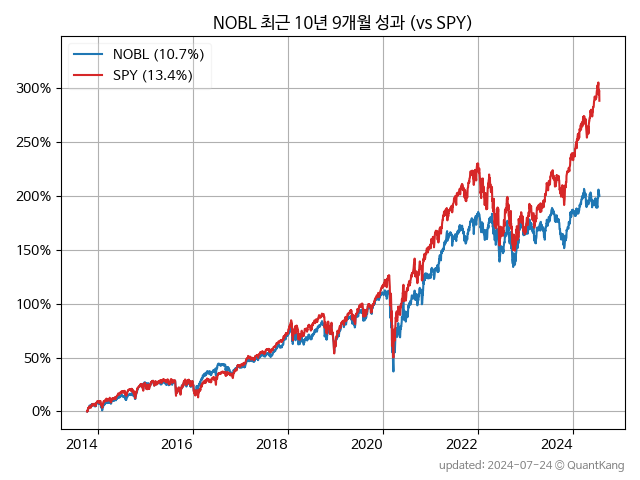 NOBL 최근 10년 9개월 성과 (vs SPY)
NOBL (10.7%)
SPY (13.4%)
300%
250%
200%
150%
100%
50%
0%
2014 2016 2018 2020 2022 2024
updated: 2024-07-24 © QuantKang